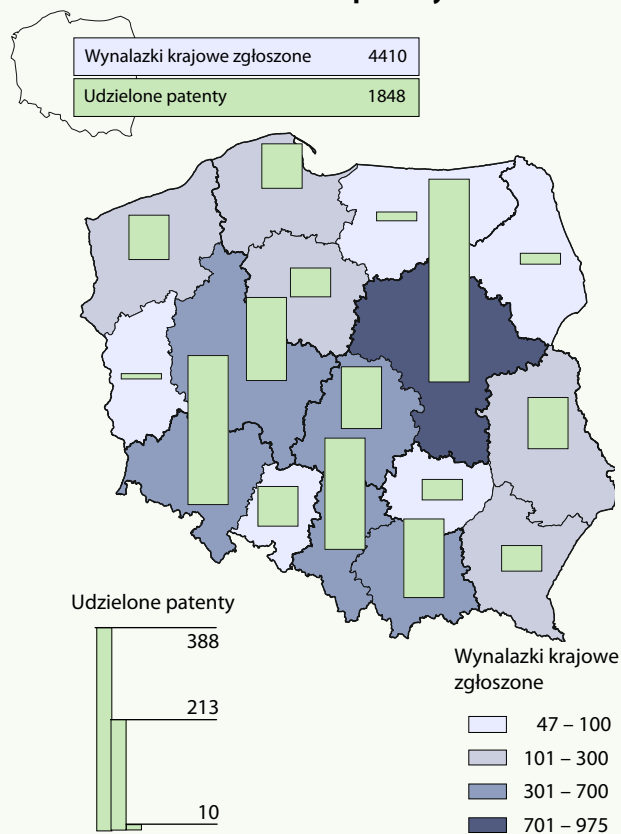 Wynalazki krajowe zgłoszone 4410
Udzielone patenty 1848
Udzielone patenty
388
213
10
Wynalazki krajowe
zgłoszone
47 – 100
101 – 300
301 – 700
701 – 975